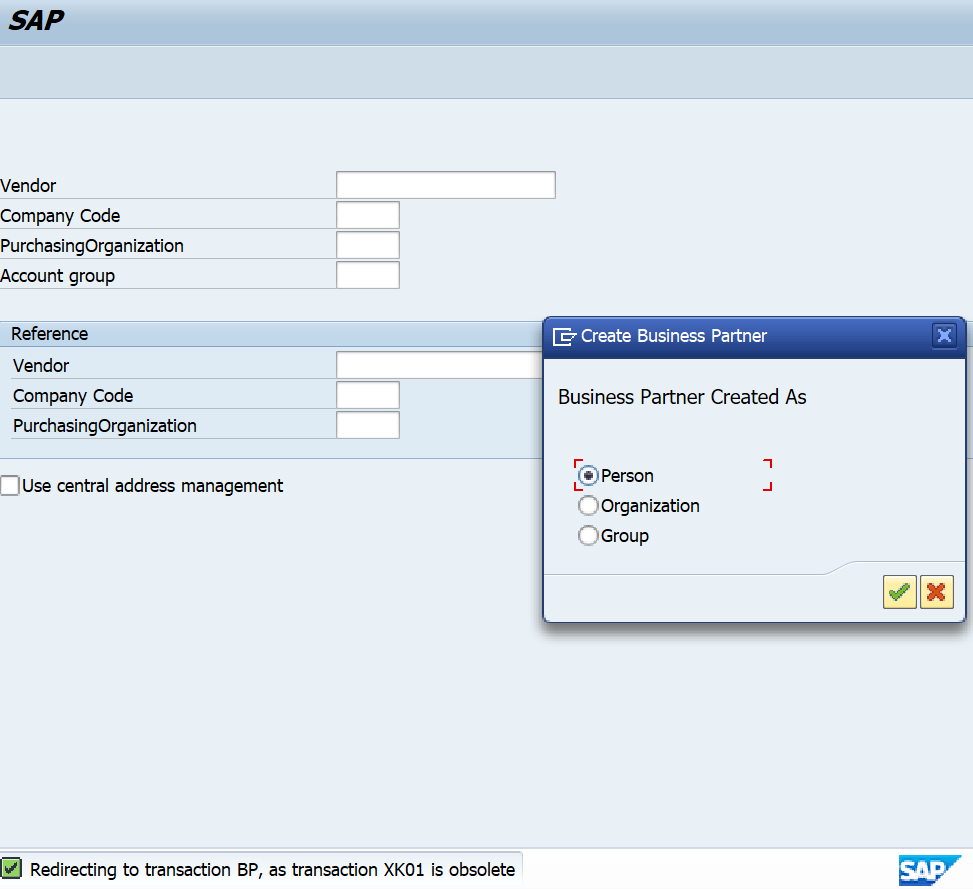 SAP
Vendor
Company Code
PurchasingOrganization
Account group
Reference
Vendor
Company Code
PurchasingOrganization
Use central address management
Create Business Partner
Business Partner Created As
Person
Organization
Group
Redirecting to transaction BP, as transaction XK01 is obsolete
SAP